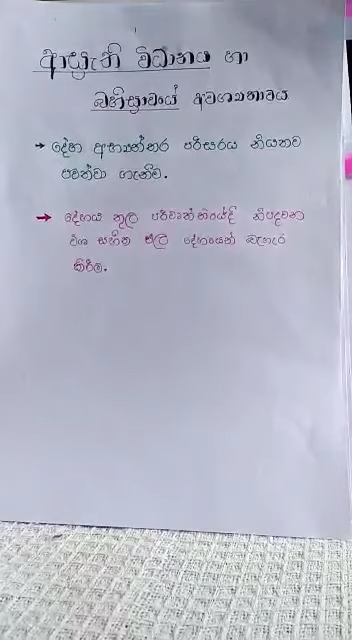 ආසෘති විධානය හා
බහිස්‍රාවයේ අවශ්‍යතාවය
→ දේහ අභ්‍යන්තර පරිසරය නියතව
පවත්වා ගැනීම.
→ දේහය තුල පරිවෘත්තීයේදී නිපදවන
විශ සහිත ඵල දේහයෙන් බැහැර
කිරීම.